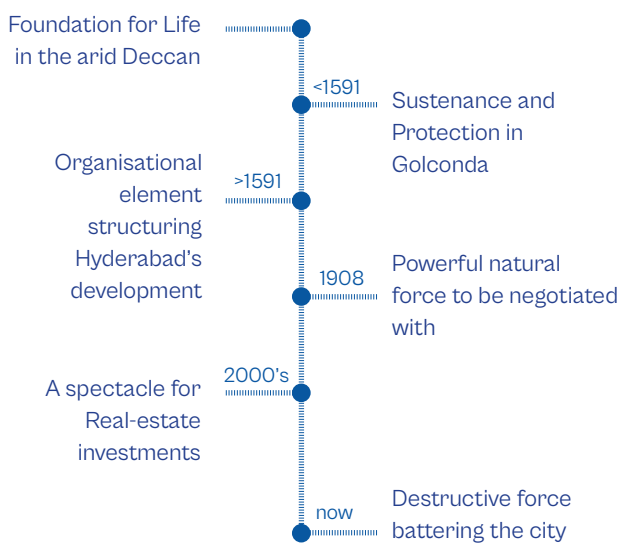 Foundation for Life
in the arid Deccan
<1591
Sustenance and
Protection in
Golconda
>1591
Organisational
element
structuring
Hyderabad's
development
1908
Powerful natural
force to be negotiated
with
2000's
A spectacle for
Real-estate
investments
now
Destructive force
battering the city